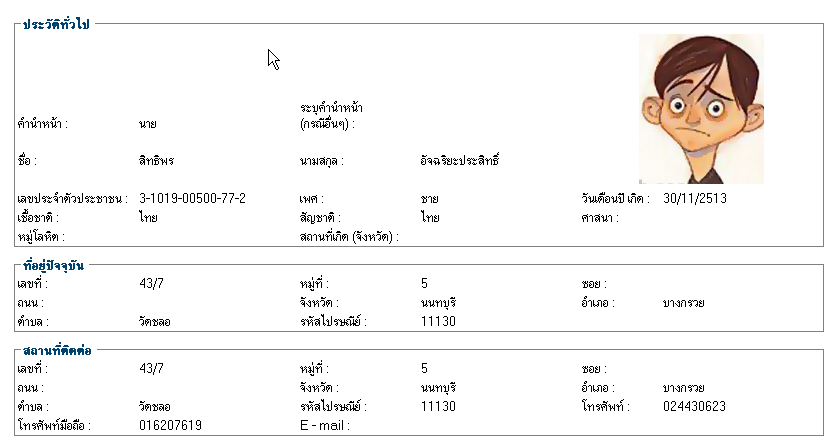 ประวัติทั่วไป
ระบุคำนำหน้า
คำนำหน้า : นาย (กรณีอื่นๆ) :
ชื่อ : สิทธิพร นามสกุล : อัจฉริยะประสิทธิ์
เลขประจำตัวประชาชน : 3-1019-00500-77-2 เพศ : ชาย วันเดือนปี เกิด : 30/11/2513
เชื้อชาติ : ไทย สัญชาติ : ไทย ศาสนา :
หมู่โลหิต : สถานที่เกิด (จังหวัด) :
ที่อยู่ปัจจุบัน
เลขที่ : 43/7 หมู่ที่ : 5 ซอย :
ถนน : จังหวัด : นนทบุรี อำเภอ : บางกรวย
ตำบล : วัดชลอ รหัสไปรษณีย์ : 11130
สถานที่ติดต่อ
เลขที่ : 43/7 หมู่ที่ : 5 ซอย :
ถนน : จังหวัด : นนทบุรี อำเภอ : บางกรวย
ตำบล : วัดชลอ รหัสไปรษณีย์ : 11130 โทรศัพท์ : 024430623
โทรศัพท์มือถือ : 016207619 E - mail :